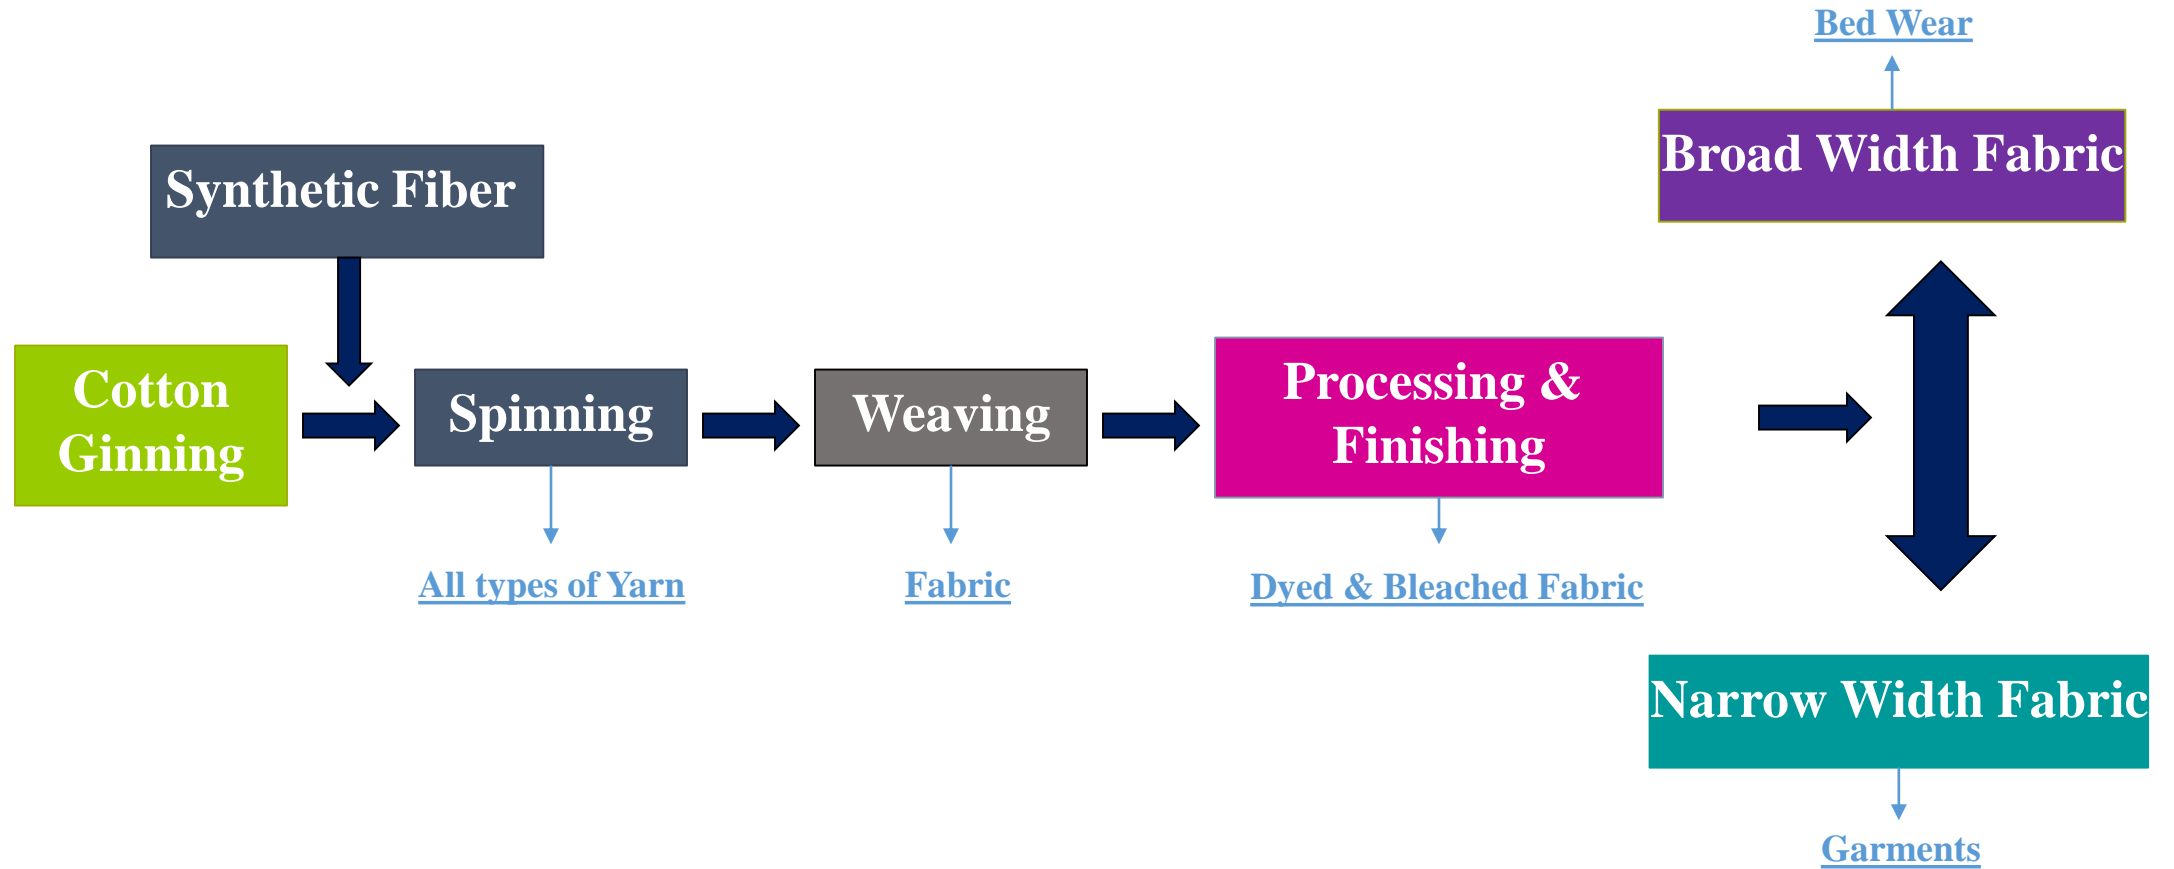 Bed Wear
Broad Width Fabric
Synthetic Fiber
Cotton
Ginning
Spinning
Weaving
Processing &
Finishing
All types of Yarn
Fabric
Dyed & Bleached Fabric
Narrow Width Fabric
Garments